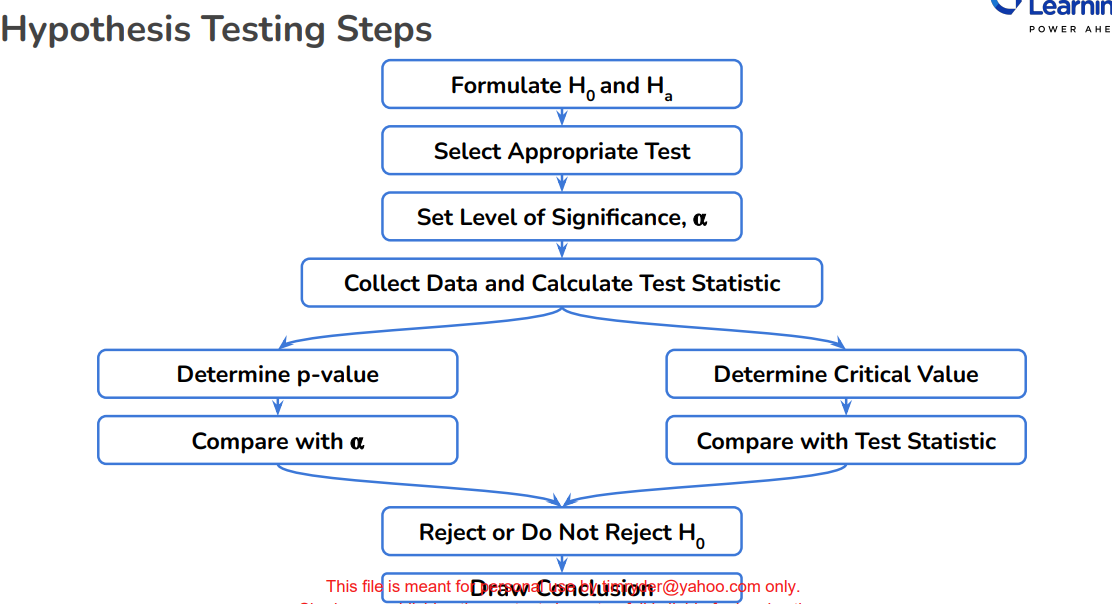 Learnin
Hypothesis Testing Steps
POWER AHE
Formulate H0 and Ha
Select Appropriate Test
Set Level of Significance, α
Collect Data and Calculate Test Statistic
Determine p-value
Determine Critical Value
Compare with α
Compare with Test Statistic
Reject or Do Not Reject H0
This file is meant for personal use by timryder@yahoo.com only.
Draw Conclusion